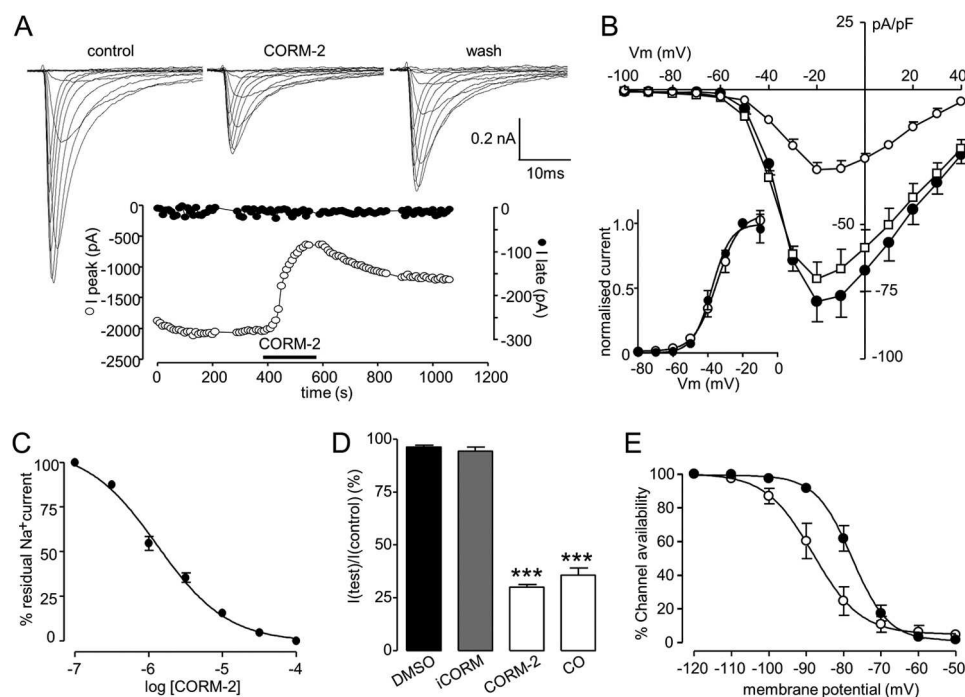 A
control
CORM-2
wash
0.2 nA
10ms
0
-500
-1000
-1500
-2000
-2500
○ I peak (pA)
0
-100
-200
-300
● I late (pA)
CORM-2
0 200 400 600 800 1000 1200
time (s)
B
25
pA/pF
Vm (mV)
-100 -80 -60 -40 -20 20 40
-50
-75
-100
1.0
0.5
0
normalised current
-80 -60 -40 -20 0
Vm (mV)
C
100
75
50
25
0
% residual Na+ current
-7 -6 -5 -4
log [CORM-2]
D
100
75
50
25
0
I(test)/I(control) (%)
***
***
DMSO
iCORM
CORM-2
CO
E
100
80
60
40
20
0
% Channel availability
-120 -110 -100 -90 -80 -70 -60 -50
membrane potential (mV)